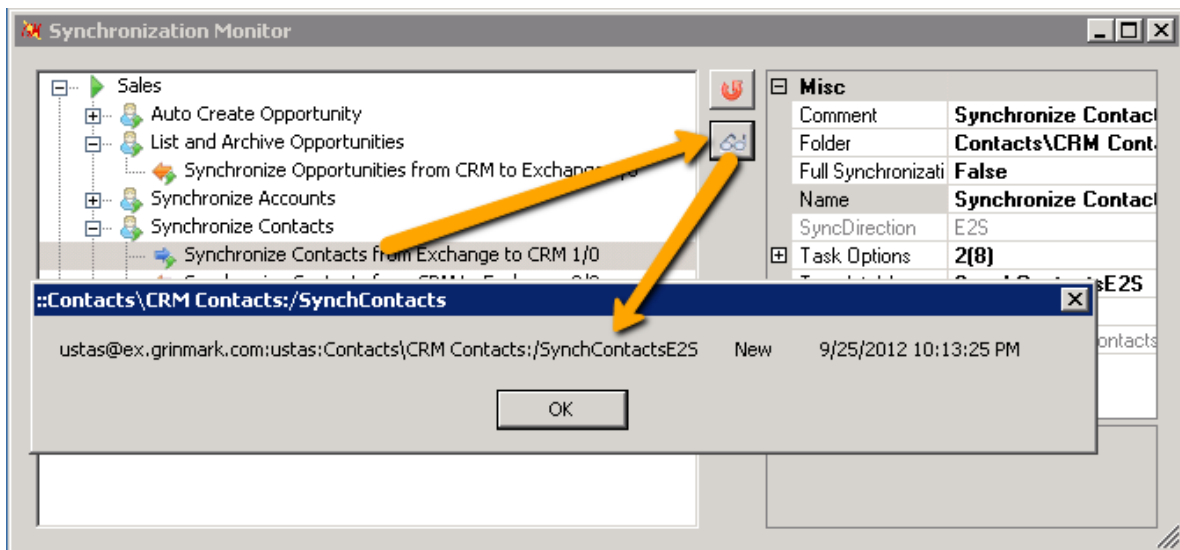 Synchronization Monitor
Sales
Auto Create Opportunity
List and Archive Opportunities
Synchronize Opportunities from CRM to Exchange
Synchronize Accounts
Synchronize Contacts
Synchronize Contacts from Exchange to CRM 1/0
Misc
Comment Synchronize Contact
Folder Contacts\CRM Cont
Full Synchronizati False
Name Synchronize Contact
SyncDirection E2S
Task Options 2(8)
::Contacts\CRM Contacts:/SynchContacts
ustas@ex.grinmark.com:ustas:Contacts\CRM Contacts:/SynchContactsE2S New 9/25/2012 10:13:25 PM
OK
sE2S
ontacts